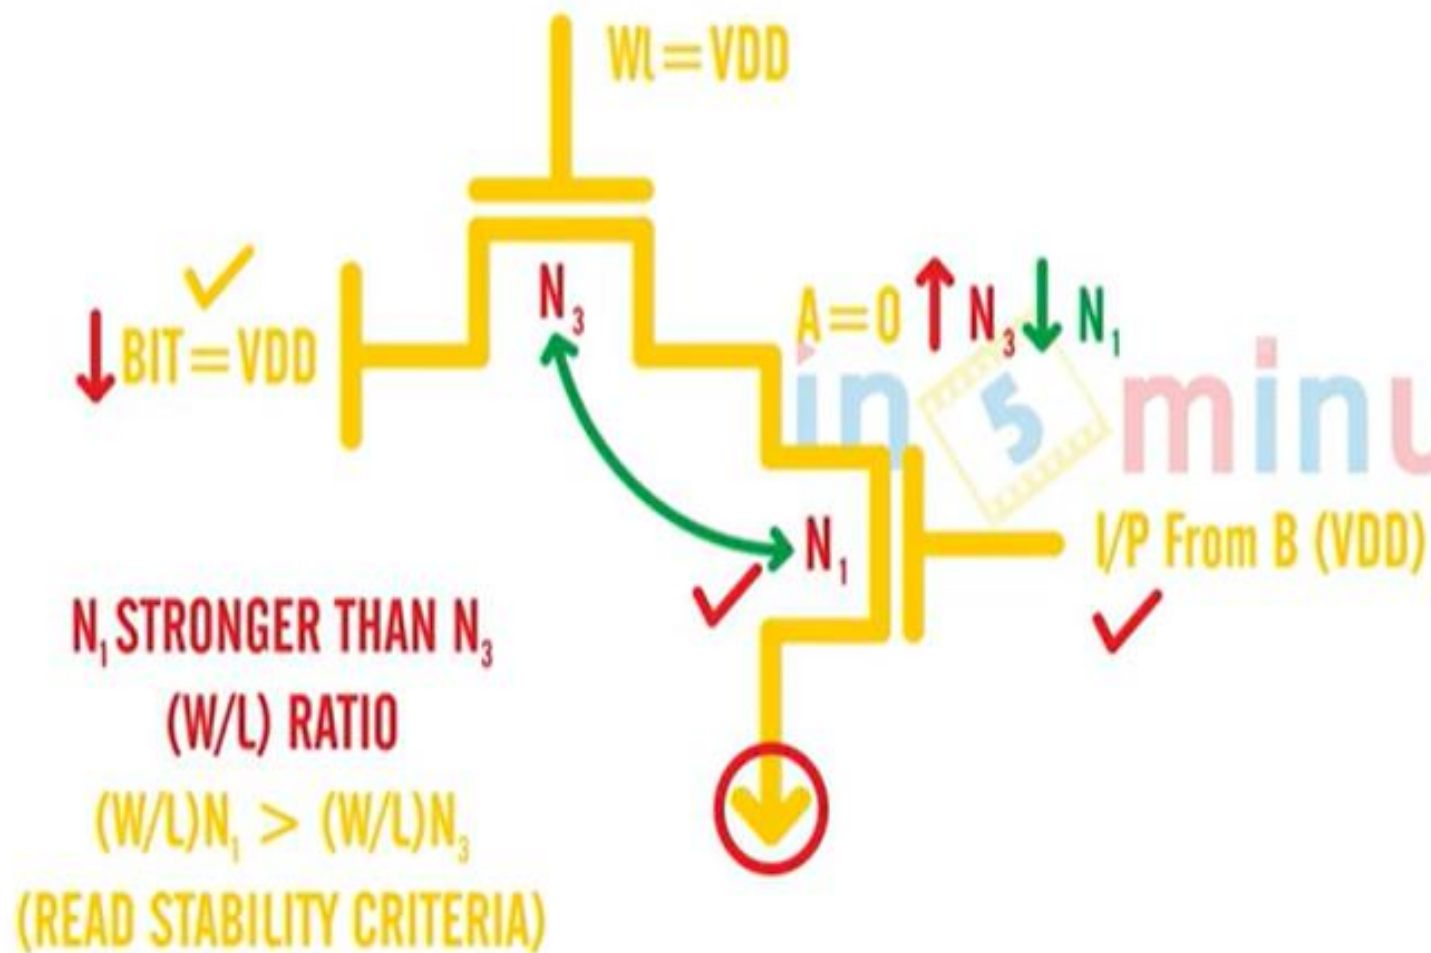 Wl=VDD
BIT=VDD
N3
A=0 ↑ N3 ↓ N1
in 5 minu
N1
I/P From B (VDD)
N1 STRONGER THAN N3
(W/L) RATIO
(W/L)N1 > (W/L)N3
(READ STABILITY CRITERIA)